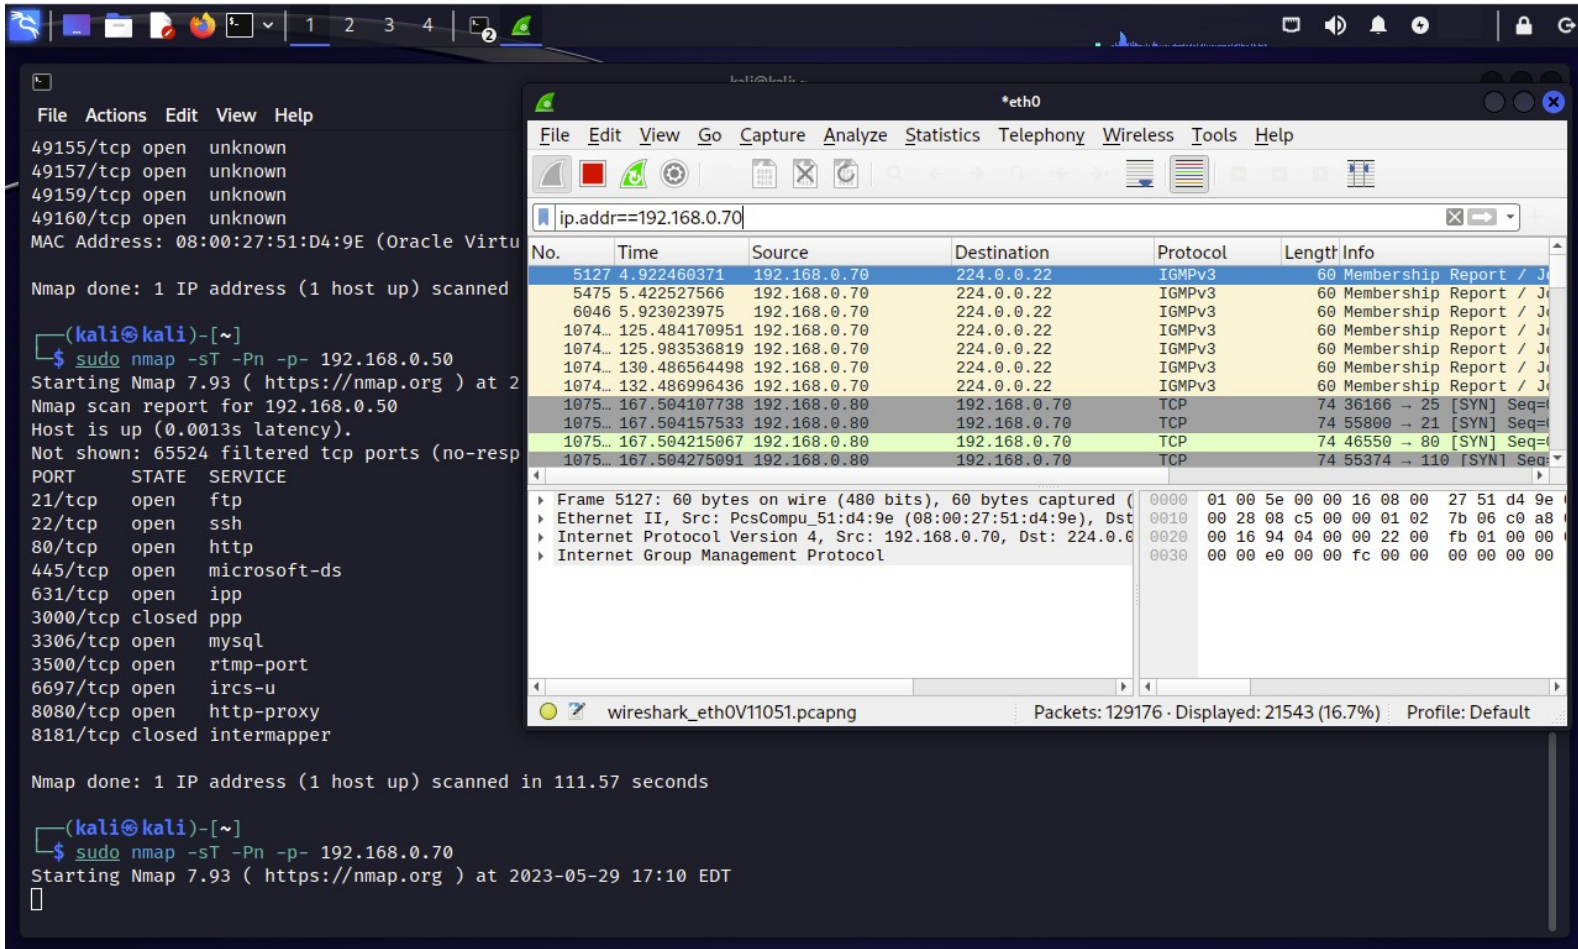 1 2 3 4 2
File Actions Edit View Help
49155/tcp open unknown
49157/tcp open unknown
49159/tcp open unknown
49160/tcp open unknown
MAC Address: 08:00:27:51:D4:9E (Oracle Virtu
Nmap done: 1 IP address (1 host up) scanned
(kali㉿kali)-[~]
$ sudo nmap -sT -Pn -p- 192.168.0.50
Starting Nmap 7.93 ( https://nmap.org ) at 2
Nmap scan report for 192.168.0.50
Host is up (0.0013s latency).
Not shown: 65524 filtered tcp ports (no-resp
PORT STATE SERVICE
21/tcp open ftp
22/tcp open ssh
80/tcp open http
445/tcp open microsoft-ds
631/tcp open ipp
3000/tcp closed ppp
3306/tcp open mysql
3500/tcp open rtmp-port
6697/tcp open ircs-u
8080/tcp open http-proxy
8181/tcp closed intermapper
Nmap done: 1 IP address (1 host up) scanned in 111.57 seconds
(kali㉿kali)-[~]
$ sudo nmap -sT -Pn -p- 192.168.0.70
Starting Nmap 7.93 ( https://nmap.org ) at 2023-05-29 17:10 EDT
*eth0
File Edit View Go Capture Analyze Statistics Telephony Wireless Tools Help
ip.addr==192.168.0.70
No. Time Source Destination Protocol Length Info
5127 4.922460371 192.168.0.70 224.0.0.22 IGMPv3 60 Membership Report / J
5475 5.422527566 192.168.0.70 224.0.0.22 IGMPv3 60 Membership Report / J
6046 5.923023975 192.168.0.70 224.0.0.22 IGMPv3 60 Membership Report / J
1074… 125.484170951 192.168.0.70 224.0.0.22 IGMPv3 60 Membership Report / J
1074… 125.983536819 192.168.0.70 224.0.0.22 IGMPv3 60 Membership Report / J
1074… 130.486564498 192.168.0.70 224.0.0.22 IGMPv3 60 Membership Report / J
1074… 132.486996436 192.168.0.70 224.0.0.22 IGMPv3 60 Membership Report / J
1075… 167.504107738 192.168.0.80 192.168.0.70 TCP 74 36166 → 25 [SYN] Seq=
1075… 167.504157533 192.168.0.80 192.168.0.70 TCP 74 55800 → 21 [SYN] Seq=
1075… 167.504215067 192.168.0.80 192.168.0.70 TCP 74 46550 → 80 [SYN] Seq=
1075… 167.504275091 192.168.0.80 192.168.0.70 TCP 74 55374 → 110 [SYN] Seq
Frame 5127: 60 bytes on wire (480 bits), 60 bytes captured (
Ethernet II, Src: PcsCompu_51:d4:9e (08:00:27:51:d4:9e), Dst
Internet Protocol Version 4, Src: 192.168.0.70, Dst: 224.0.0
Internet Group Management Protocol
0000 01 00 5e 00 00 16 08 00 27 51 d4 9e
0010 00 28 08 c5 00 00 01 02 7b 06 c0 a8
0020 00 16 94 04 00 00 22 00 fb 01 00 00
0030 00 00 e0 00 00 fc 00 00 00 00 00 00
wireshark_eth0V11051.pcapng Packets: 129176 · Displayed: 21543 (16.7%) Profile: Default